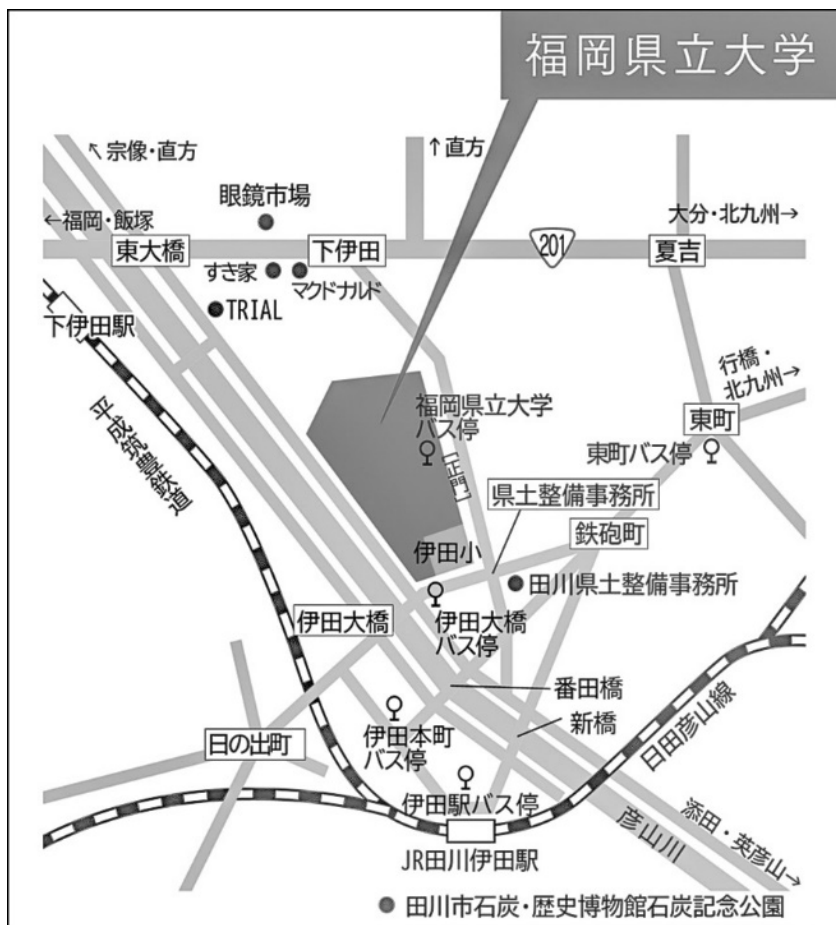 福岡県立大学
↖宗像・直方
↑直方
眼鏡市場
←福岡・飯塚
大分・北九州→
東大橋
下伊田
201
夏吉
すき家
マクドナルド
TRIAL
下伊田駅
行橋・
北九州→
平成筑豊鉄道
福岡県立大学
バス停
[正門]
東町
東町バス停
県土整備事務所
鉄砲町
伊田小
田川県土整備事務所
伊田大橋
伊田大橋
バス停
番田橋
新橋
日田彦山線
伊田本町
バス停
日の出町
伊田駅バス停
JR田川伊田駅
彦山川
添田・英彦山→
田川市石炭・歴史博物館石炭記念公園